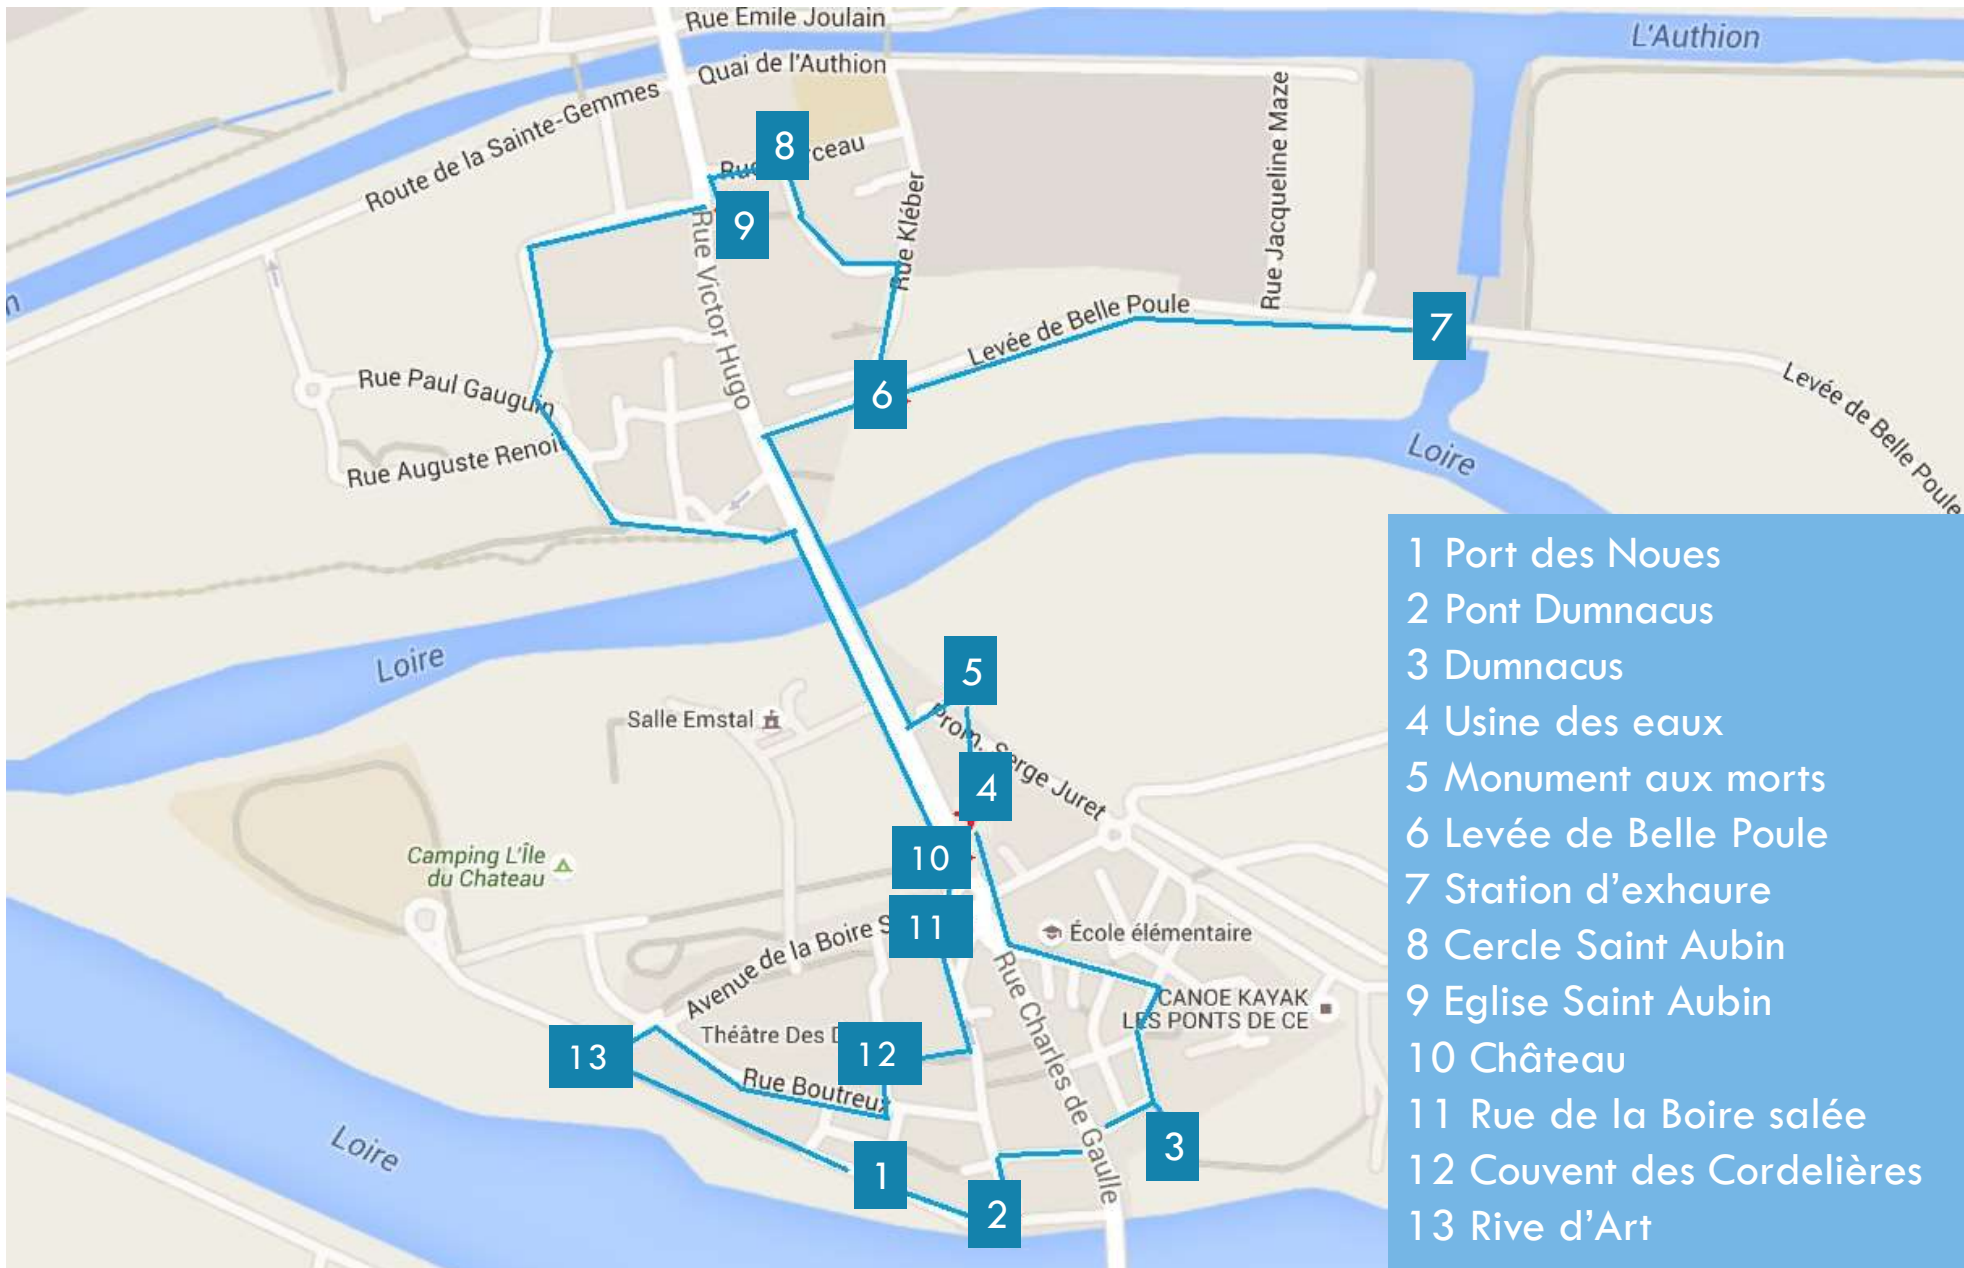 Rue Emile Joulain
L'Authion
Quai de l'Authion
Route de la Sainte-Gemmes
Rue Jacqueline Maze
8
Rue Kléber
9
Rue Victor Hugo
Levée de Belle Poule
7
Levée de Belle Poule
Rue Paul Gauguin
6
Rue Auguste Renoir
Loire
Loire
5
Salle Emstal
Prom. Serge Juret
4
Camping L'Île
du Chateau
10
11
Avenue de la Boire S
École élémentaire
Rue Charles de Gaulle
CANOE KAYAK
LES PONTS DE CE
Théâtre Des
12
13
Rue Boutreux
Loire
1
3
2
1 Port des Noues
2 Pont Dumnacus
3 Dumnacus
4 Usine des eaux
5 Monument aux morts
6 Levée de Belle Poule
7 Station d'exhaure
8 Cercle Saint Aubin
9 Eglise Saint Aubin
10 Château
11 Rue de la Boire salée
12 Couvent des Cordelières
13 Rive d'Art